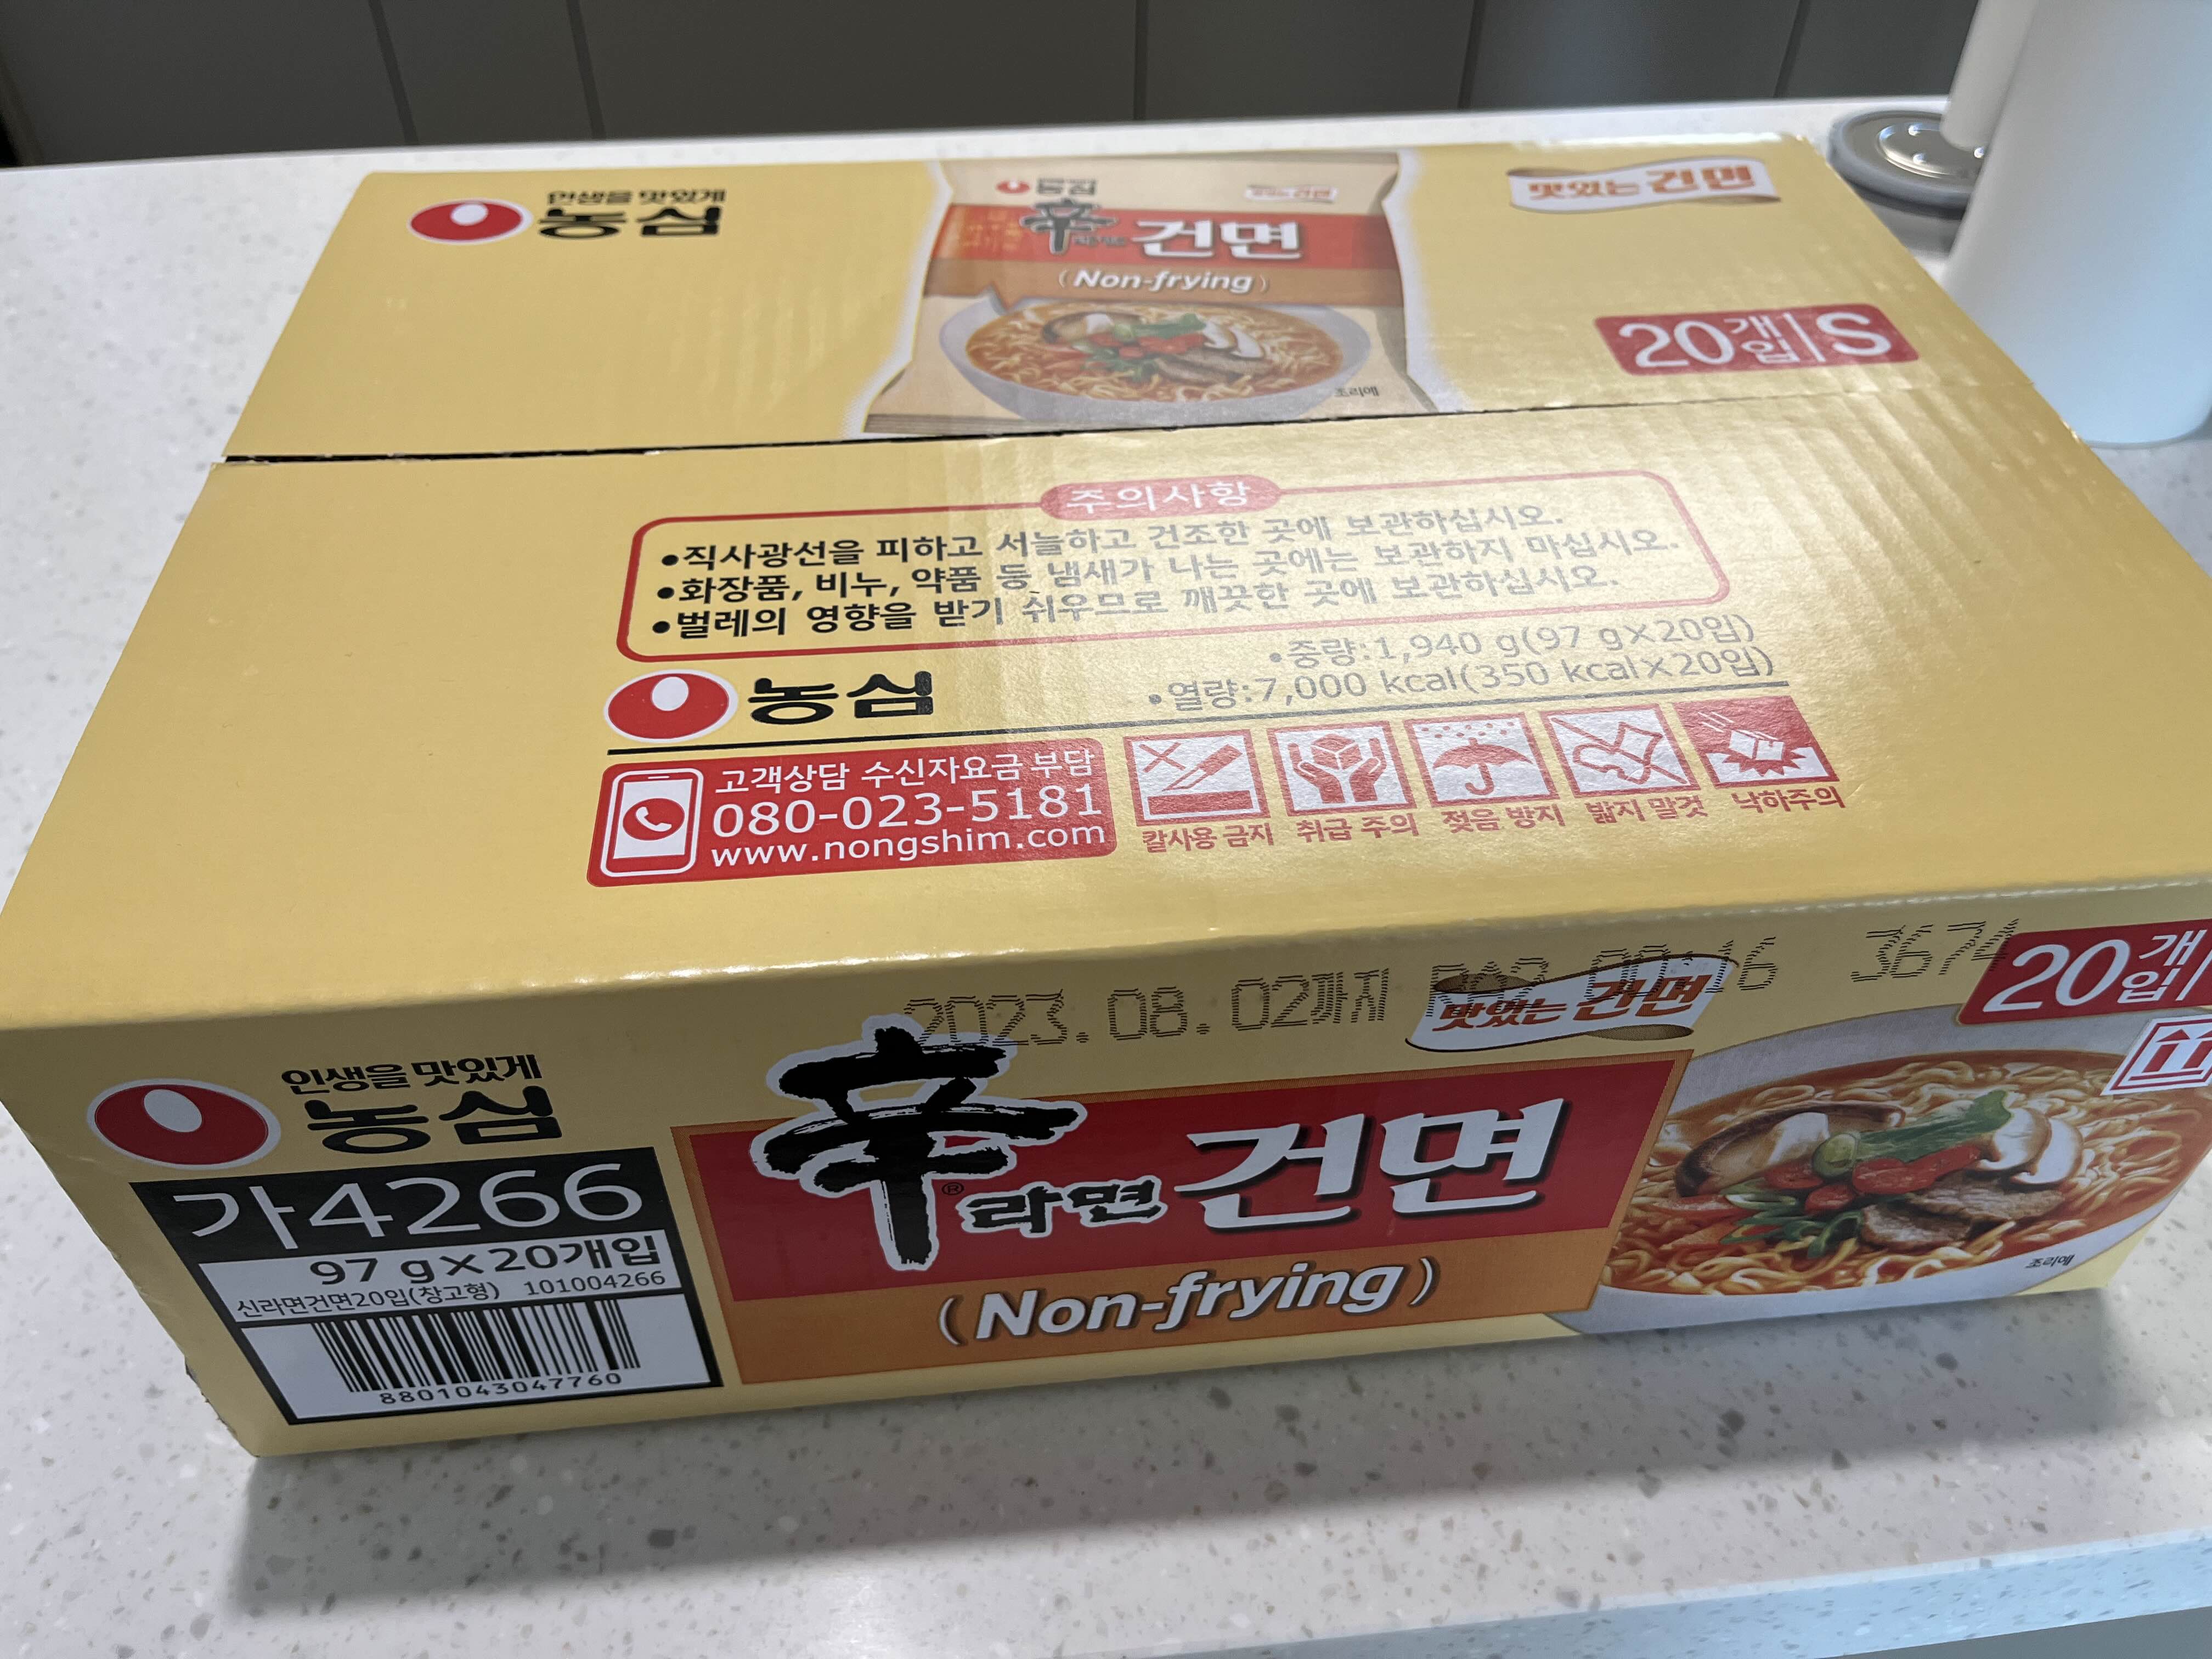 인생을 맛있게
농심
농심
맛있는 건면
辛라면 건면
(Non-frying)
조리예
맛있는 건면
20개입 S
주의사항
•직사광선을 피하고 서늘하고 건조한 곳에 보관하십시오.
•화장품, 비누, 약품 등 냄새가 나는 곳에는 보관하지 마십시오.
•벌레의 영향을 받기 쉬우므로 깨끗한 곳에 보관하십시오.
•중량:1,940 g(97 g×20입)
•열량:7,000 kcal(350 kcal×20입)
농심
고객상담 수신자요금 부담
080-023-5181
www.nongshim.com
칼사용 금지 취급 주의 젖음 방지 밟지 말것 낙하주의
2023.08.02까지
맛있는 건면
20개입
인생을 맛있게
농심
가4266
97 g×20개입
신라면건면20입(창고형) 101004266
8801043047760
辛®라면 건면
(Non-frying)
조리예